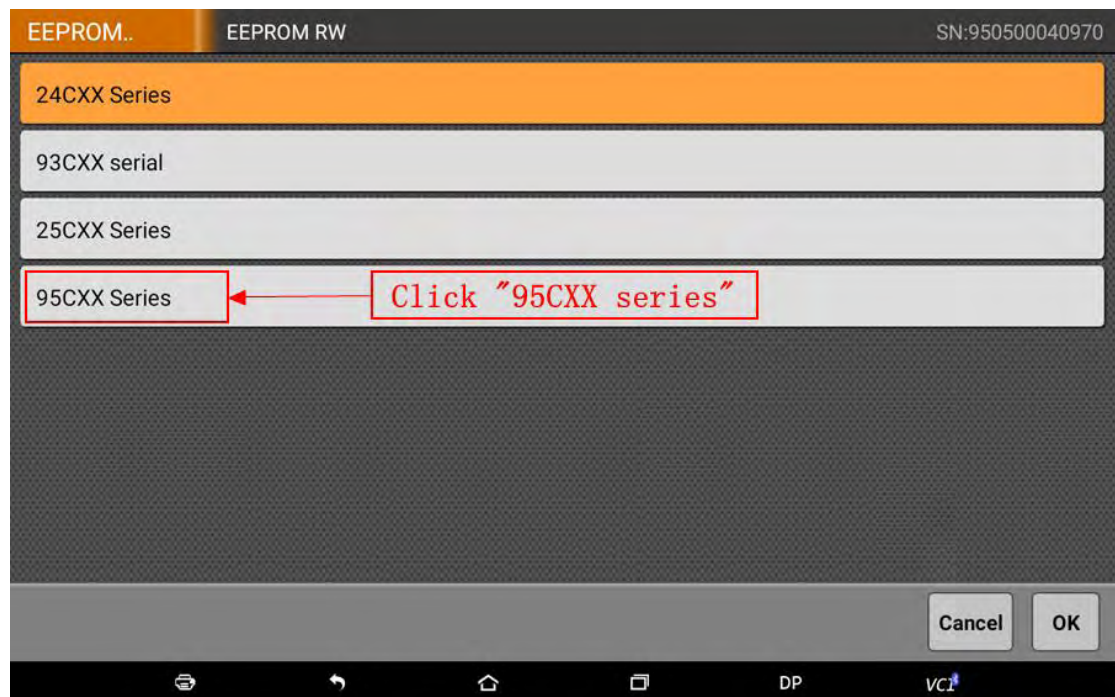 EEPROM.. EEPROM RW SN:950500040970
24CXX Series
93CXX serial
25CXX Series
95CXX Series Click "95CXX series"
Cancel OK
DP VCI